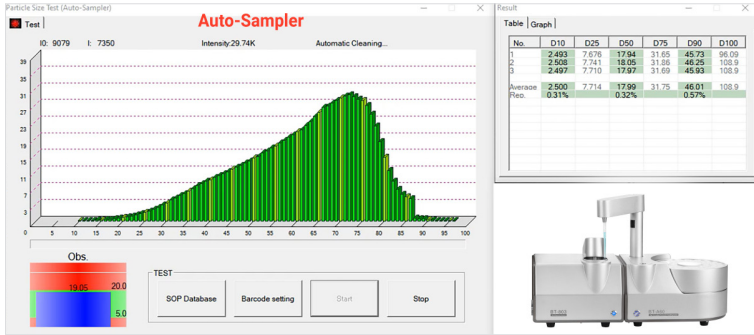 Particle Size Test (Auto-Sampler)
Test
Auto-Sampler
I0: 9079 I: 7350 Intensity:29.74K Automatic Cleaning...
39
35
31
27
23
19
15
11
7
3
0 5 10 15 20 25 30 35 40 45 50 55 60 65 70 75 80 85 90 95 100
Obs.
19.05
20.0
5.0
TEST
SOP Database Barcode setting Start Stop
Result
Table Graph
No. D10 D25 D50 D75 D90 D100
1 2.493 7.676 17.94 31.65 45.73 96.09
2 2.508 7.741 18.05 31.86 46.25 108.9
3 2.497 7.710 17.97 31.69 45.93 108.9
Average 2.500 7.714 17.99 31.75 46.01 108.9
Rep. 0.31% 0.32% 0.57%